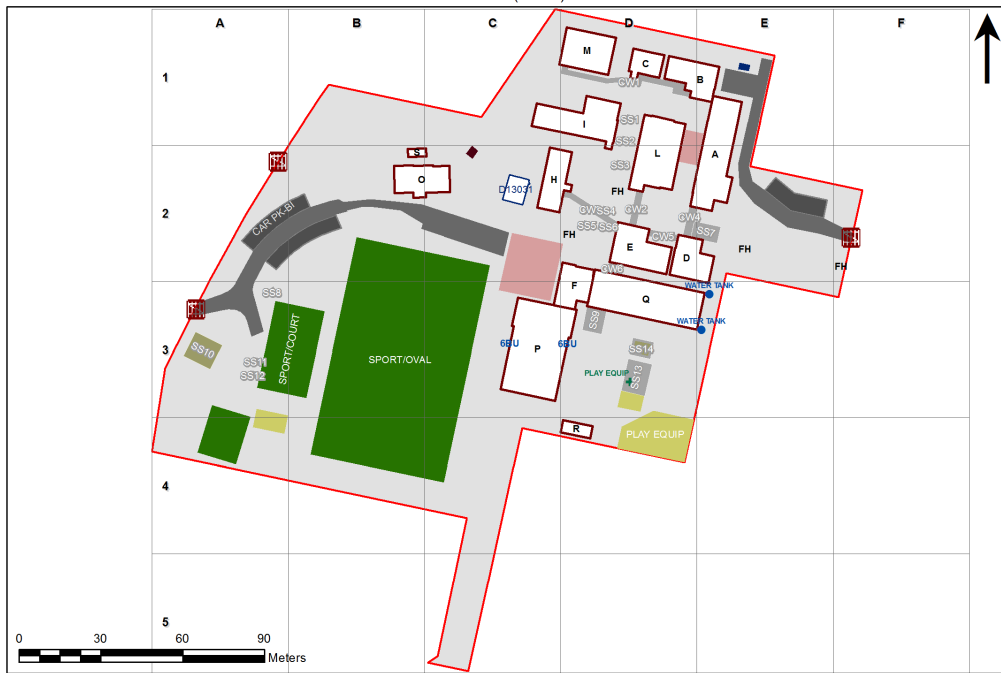 A B C D E F
1
M
C
B
CW1
I
SS1
SS2
L
A
SS3
2
S
O
D13031
H
FH
CW
SS4
CW2
CW4
SS5
SS6
SS7
CAR PK-BI
FH
E
CW5
D
FH
FH
CW6
SS8
F
Q
WATER TANK
WATER TANK
3
SS10
SPORT/COURT
SS11
SS12
SPORT/OVAL
6BU
P
6BU
SS9
SS14
PLAY EQUIP
SS13
R
PLAY EQUIP
4
5
0 30 60 90
Meters